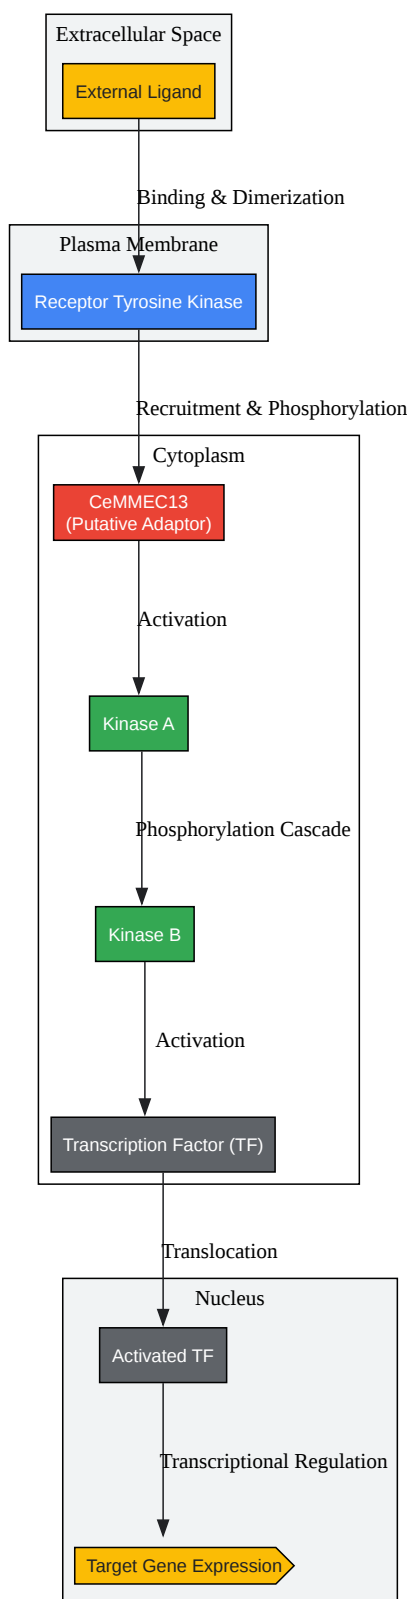 Extracellular Space
External Ligand
Binding & Dimerization
Plasma Membrane
Receptor Tyrosine Kinase
Recruitment & Phosphorylation
Cytoplasm
CeMMEC13
(Putative Adaptor)
Activation
Kinase A
Phosphorylation Cascade
Kinase B
Activation
Transcription Factor (TF)
Translocation
Nucleus
Activated TF
Transcriptional Regulation
Target Gene Expression